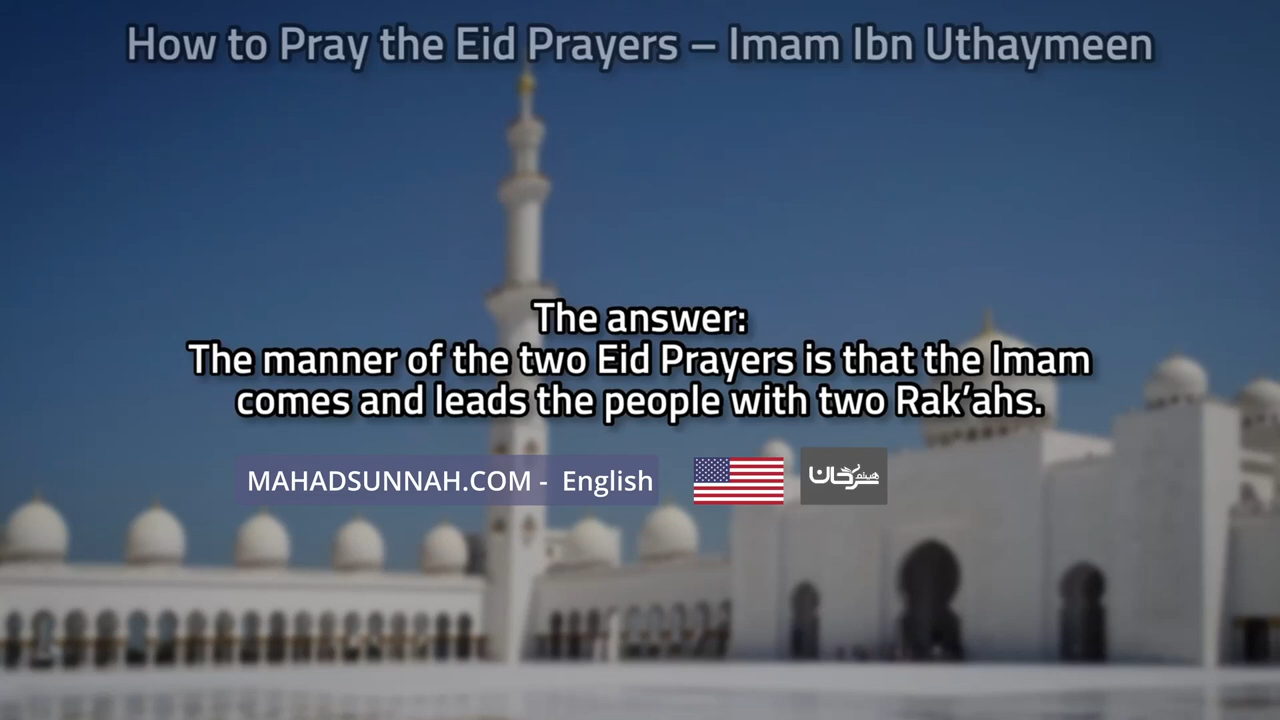 How to Pray the Eid Prayers – Imam Ibn Uthaymeen
The answer:
The manner of the two Eid Prayers is that the Imam
comes and leads the people with two Rak’ahs.
MAHADSUNNAH.COM - English